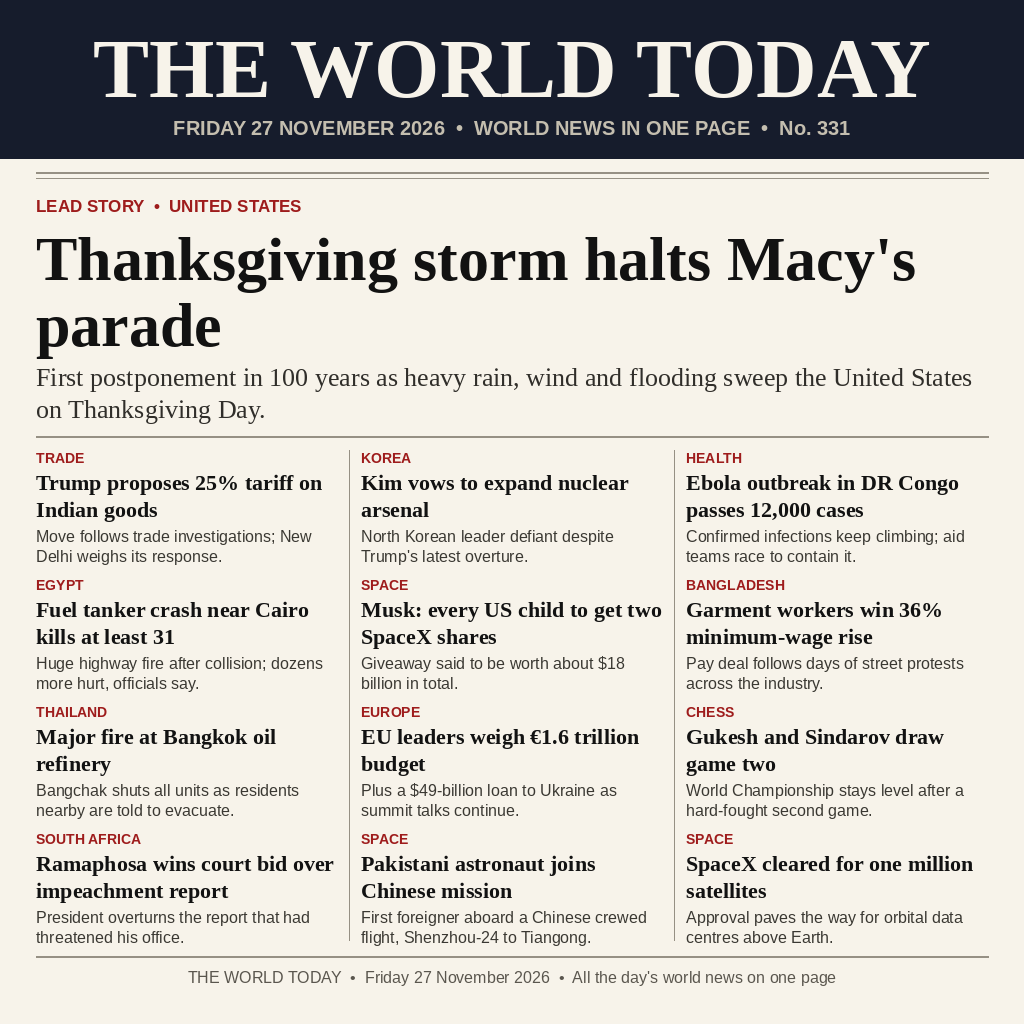 THE WORLD TODAY
FRIDAY 27 NOVEMBER 2026 • WORLD NEWS IN ONE PAGE • No. 331
LEAD STORY • UNITED STATES
Thanksgiving storm halts Macy's
parade
First postponement in 100 years as heavy rain, wind and flooding sweep the United States
on Thanksgiving Day.
TRADE
Trump proposes 25% tariff on
Indian goods
Move follows trade investigations; New
Delhi weighs its response.
EGYPT
Fuel tanker crash near Cairo
kills at least 31
Huge highway fire after collision; dozens
more hurt, officials say.
THAILAND
Major fire at Bangkok oil
refinery
Bangchak shuts all units as residents
nearby are told to evacuate.
SOUTH AFRICA
Ramaphosa wins court bid over
impeachment report
President overturns the report that had
threatened his office.
KOREA
Kim vows to expand nuclear
arsenal
North Korean leader defiant despite
Trump's latest overture.
SPACE
Musk: every US child to get two
SpaceX shares
Giveaway said to be worth about $18
billion in total.
EUROPE
EU leaders weigh €1.6 trillion
budget
Plus a $49-billion loan to Ukraine as
summit talks continue.
SPACE
Pakistani astronaut joins
Chinese mission
First foreigner aboard a Chinese crewed
flight, Shenzhou-24 to Tiangong.
HEALTH
Ebola outbreak in DR Congo
passes 12,000 cases
Confirmed infections keep climbing; aid
teams race to contain it.
BANGLADESH
Garment workers win 36%
minimum-wage rise
Pay deal follows days of street protests
across the industry.
CHESS
Gukesh and Sindarov draw
game two
World Championship stays level after a
hard-fought second game.
SPACE
SpaceX cleared for one million
satellites
Approval paves the way for orbital data
centres above Earth.
THE WORLD TODAY • Friday 27 November 2026 • All the day's world news on one page